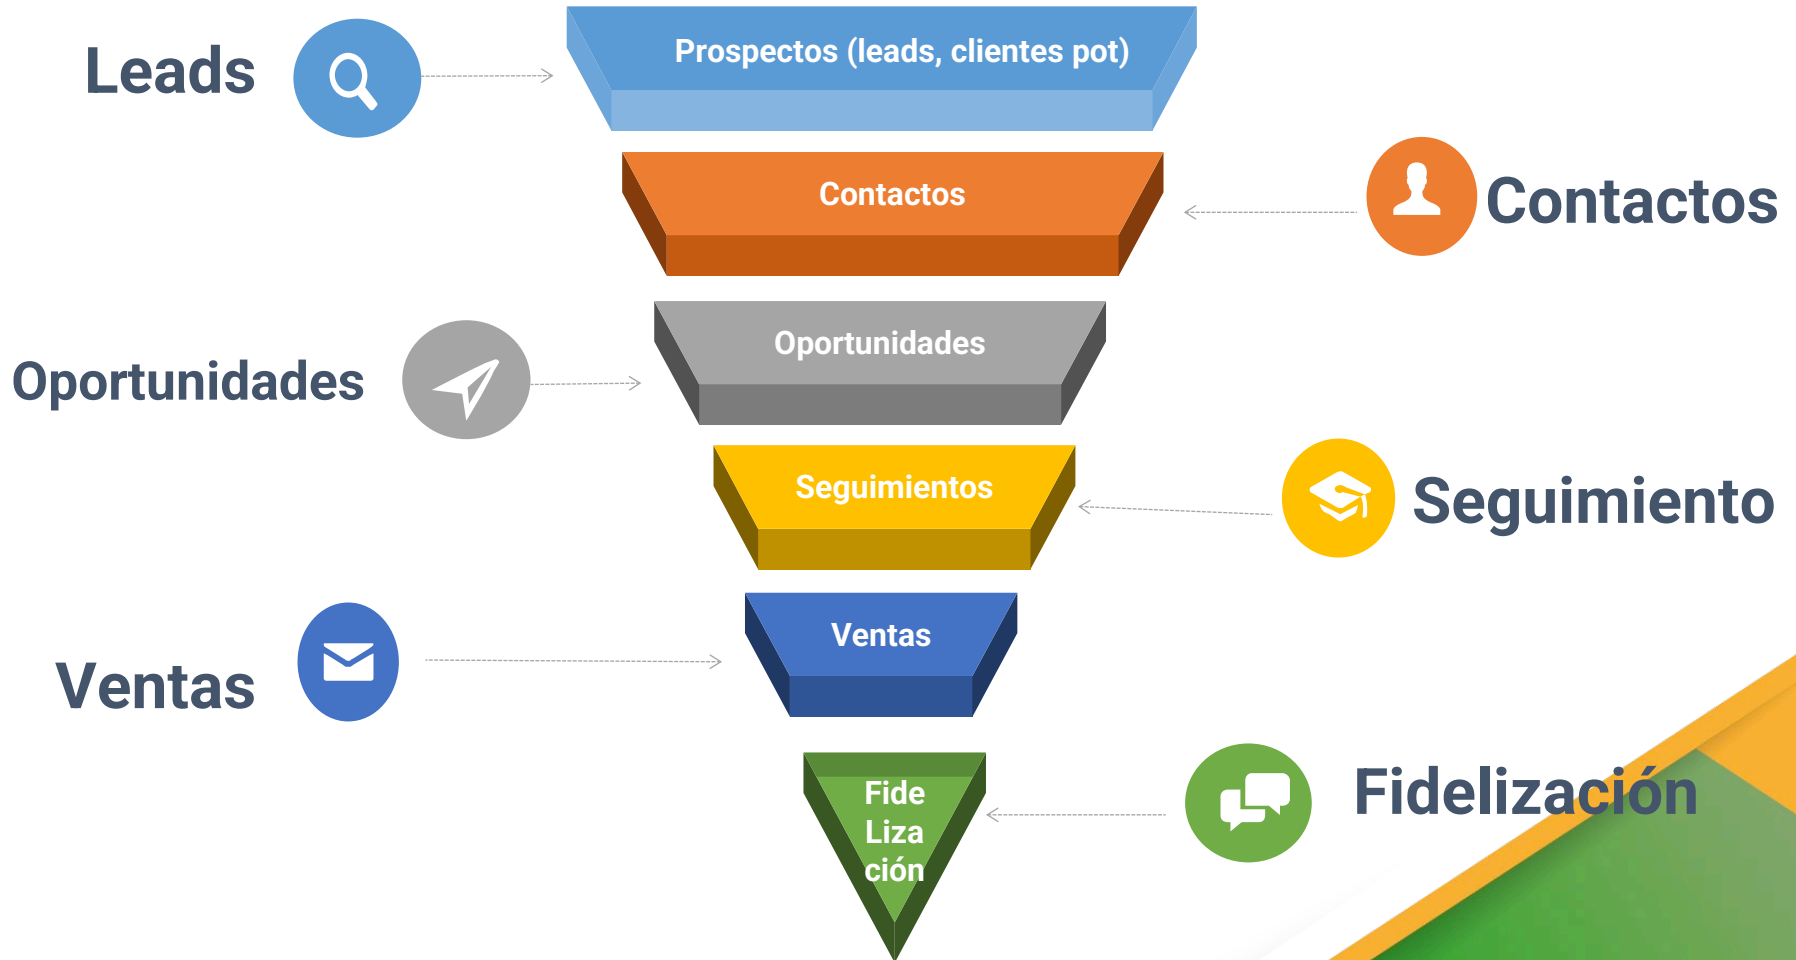 Leads
Prospectos (leads, clientes pot)
Contactos
Contactos
Oportunidades
Oportunidades
Seguimientos
Seguimiento
Ventas
Ventas
Fide
Liza
ción
Fidelización